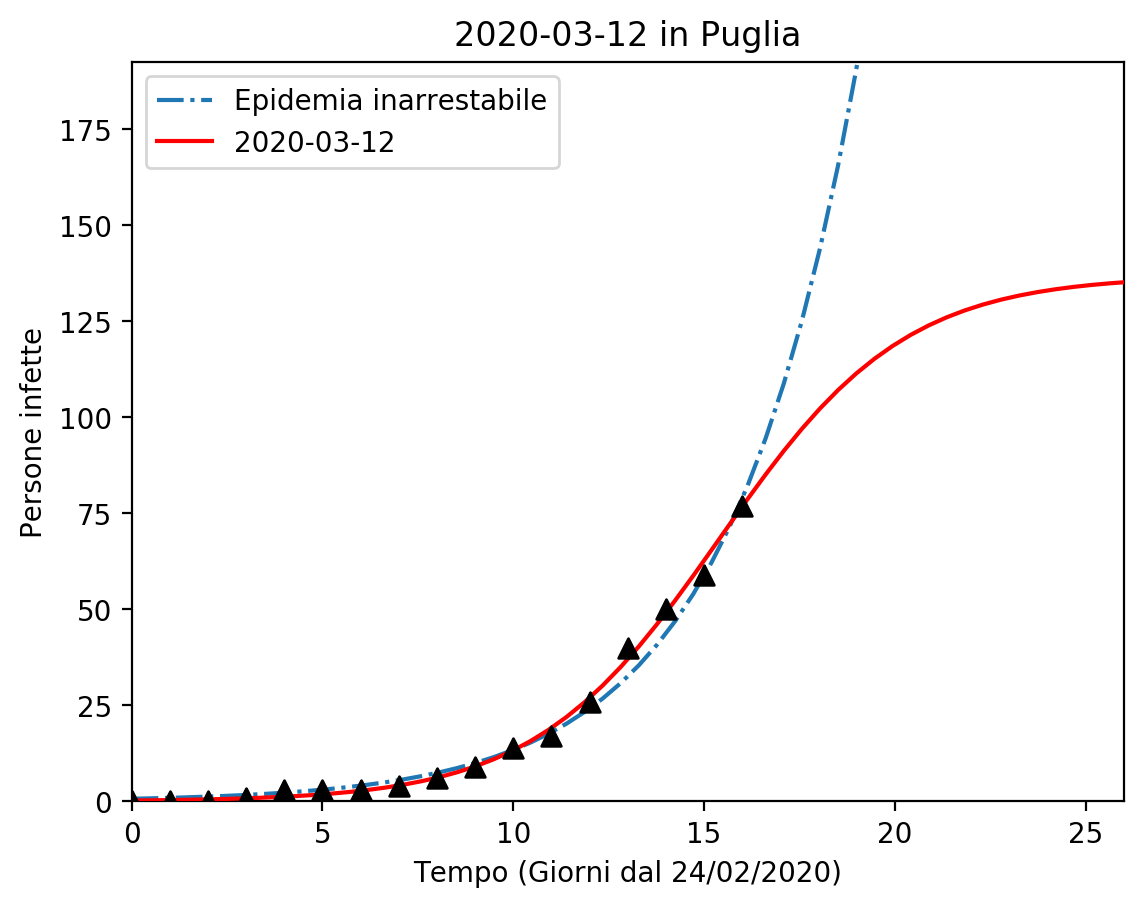 2020-03-12 in Puglia
Epidemia inarrestabile
2020-03-12
Persone infette
175
150
125
100
75
50
25
0
0 5 10 15 20 25
Tempo (Giorni dal 24/02/2020)